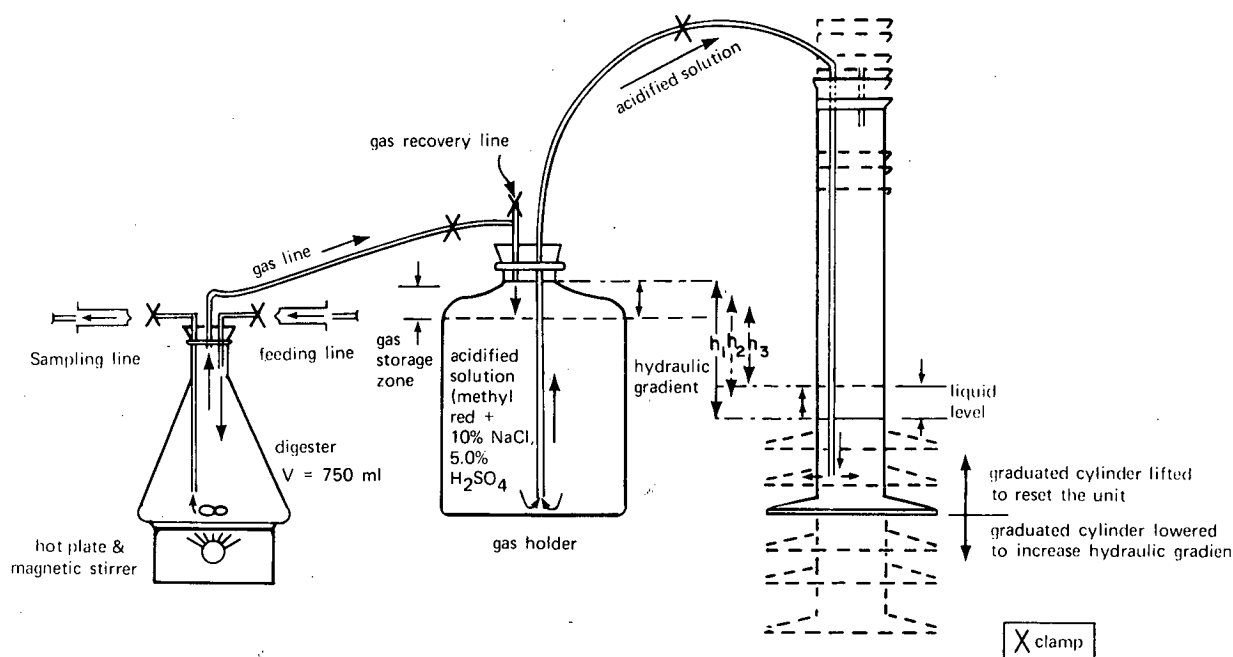 acidified solution
gas recovery line
gas line
Sampling line
feeding line
gas
storage
zone
acidified
solution
(methyl
red +
10% NaCl,
5.0%
H₂SO₄
hydraulic
gradient
h₁
h₂
h₃
liquid
level
digester
V = 750 ml
graduated cylinder lifted
to reset the unit
graduated cylinder lowered
to increase hydraulic gradien
hot plate &
magnetic stirrer
gas holder
X clamp